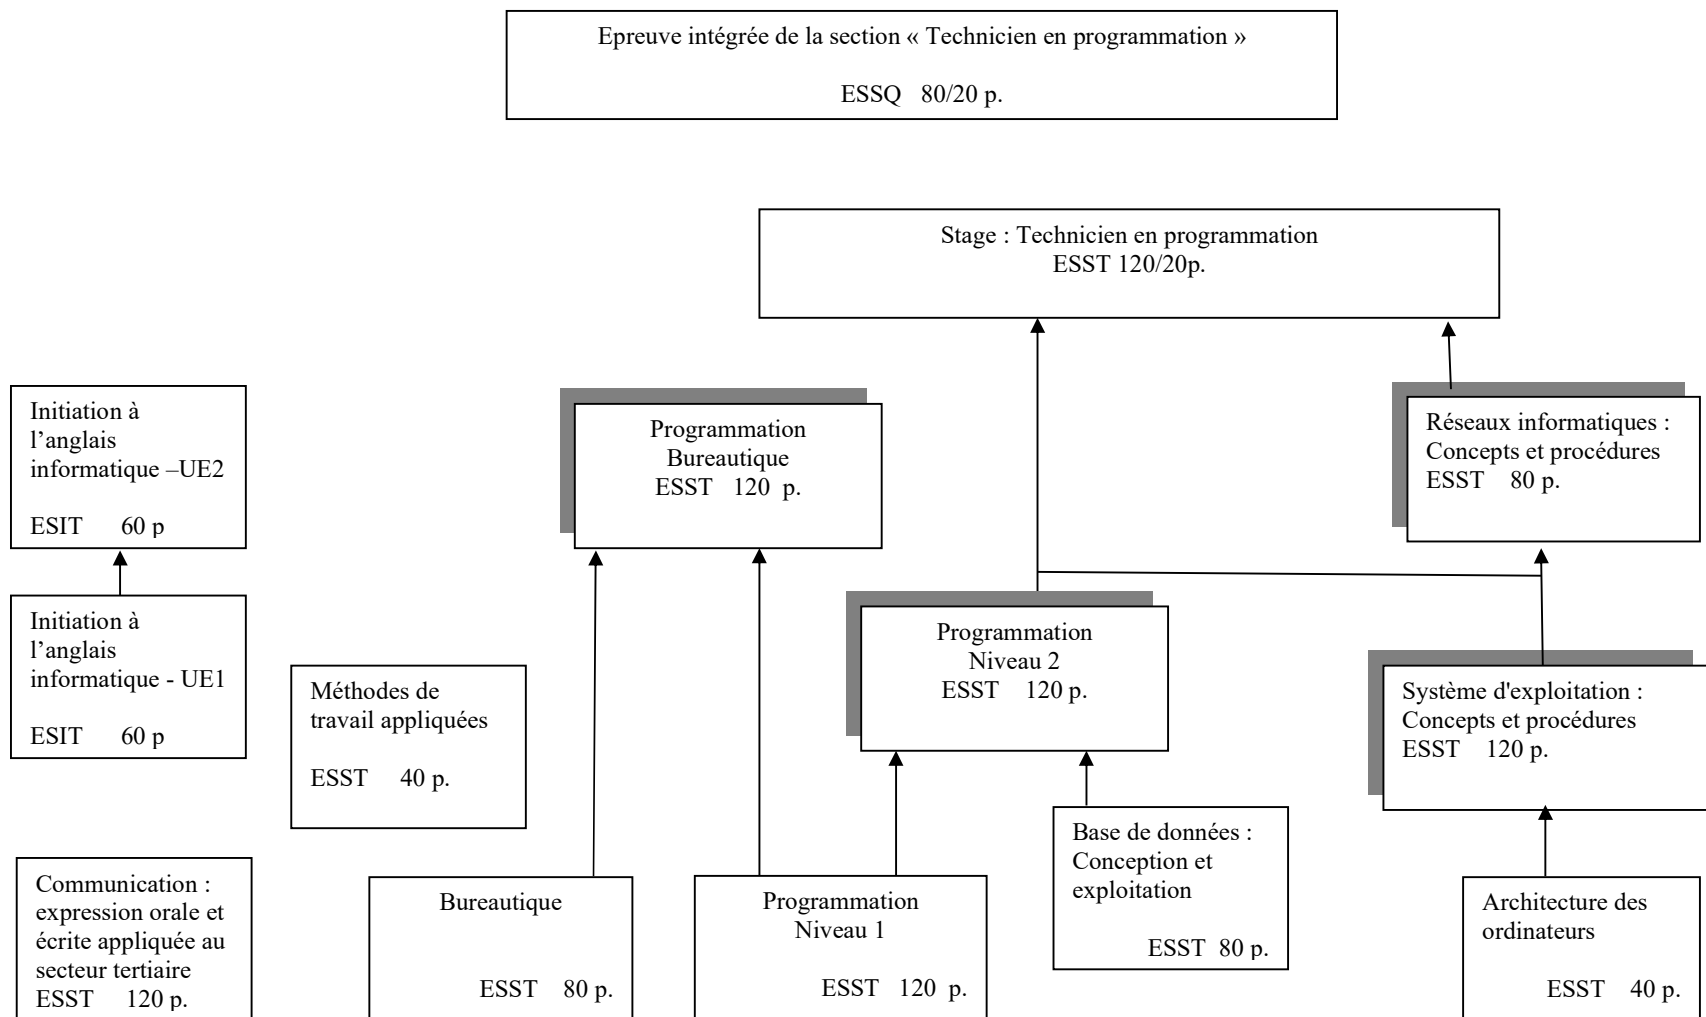 Epreuve intégrée de la section « Technicien en programmation »
ESSQ 80/20 p.
Stage : Technicien en programmation
ESST 120/20p.
Initiation à
l’anglais
informatique –UE2
ESIT 60 p
Programmation
Bureautique
ESST 120 p.
Réseaux informatiques :
Concepts et procédures
ESST 80 p.
Initiation à
l’anglais
informatique - UE1
ESIT 60 p
Méthodes de
travail appliquées
ESST 40 p.
Programmation
Niveau 2
ESST 120 p.
Système d'exploitation :
Concepts et procédures
ESST 120 p.
Communication :
expression orale et
écrite appliquée au
secteur tertiaire
ESST 120 p.
Bureautique
ESST 80 p.
Programmation
Niveau 1
ESST 120 p.
Base de données :
Conception et
exploitation
ESST 80 p.
Architecture des
ordinateurs
ESST 40 p.